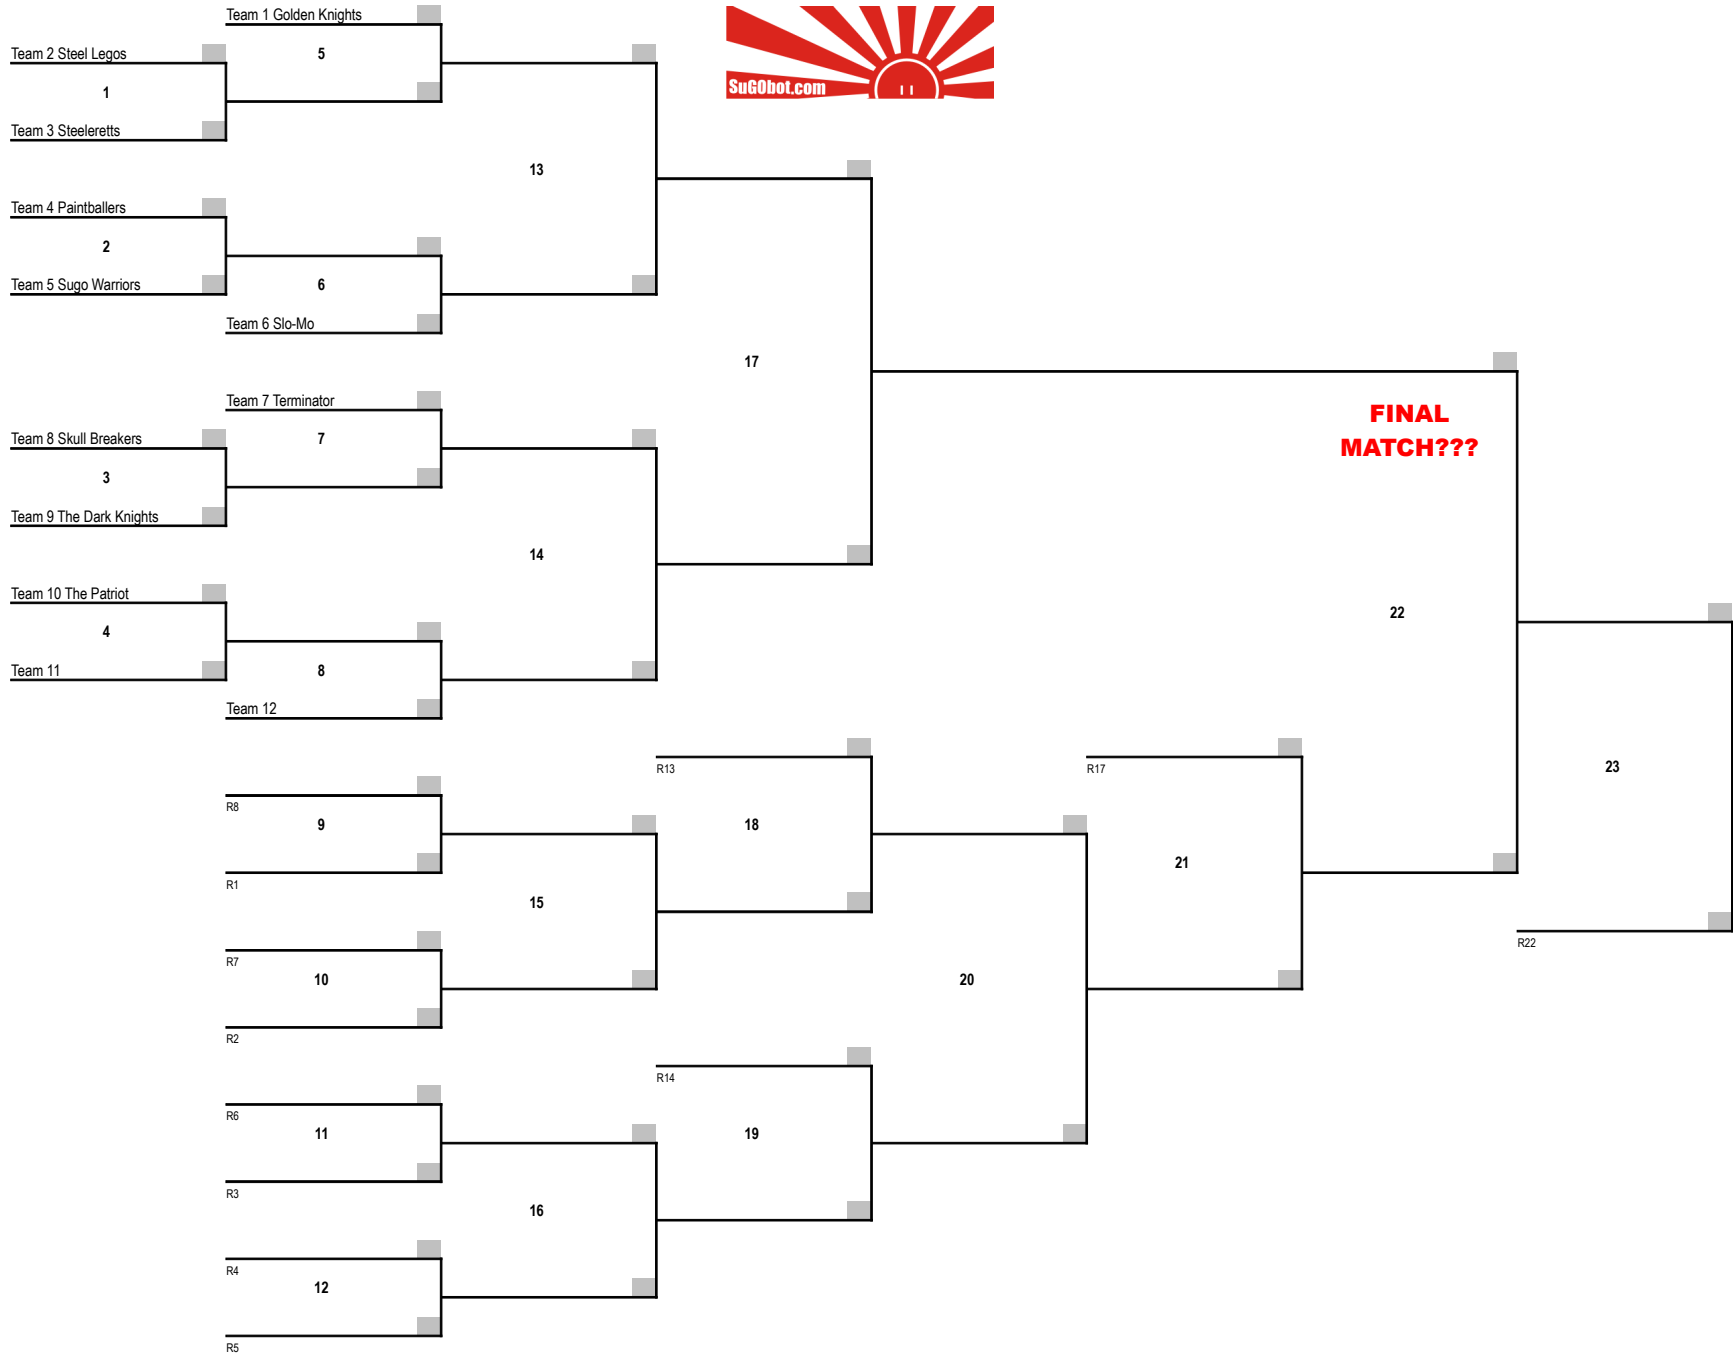 Team 1 Golden Knights
Team 2 Steel Legos
5
SuGObot.com
1
Team 3 Steeleretts
13
Team 4 Paintballers
2
Team 5 Sugo Warriors
6
Team 6 Slo-Mo
17
Team 7 Terminator
FINAL
MATCH???
Team 8 Skull Breakers
7
3
Team 9 The Dark Knights
14
Team 10 The Patriot
22
4
Team 11
8
Team 12
R13
R17
23
R8
9
18
21
R1
15
R22
R7
10
20
R2
R14
R6
11
19
R3
16
R4
12
R5